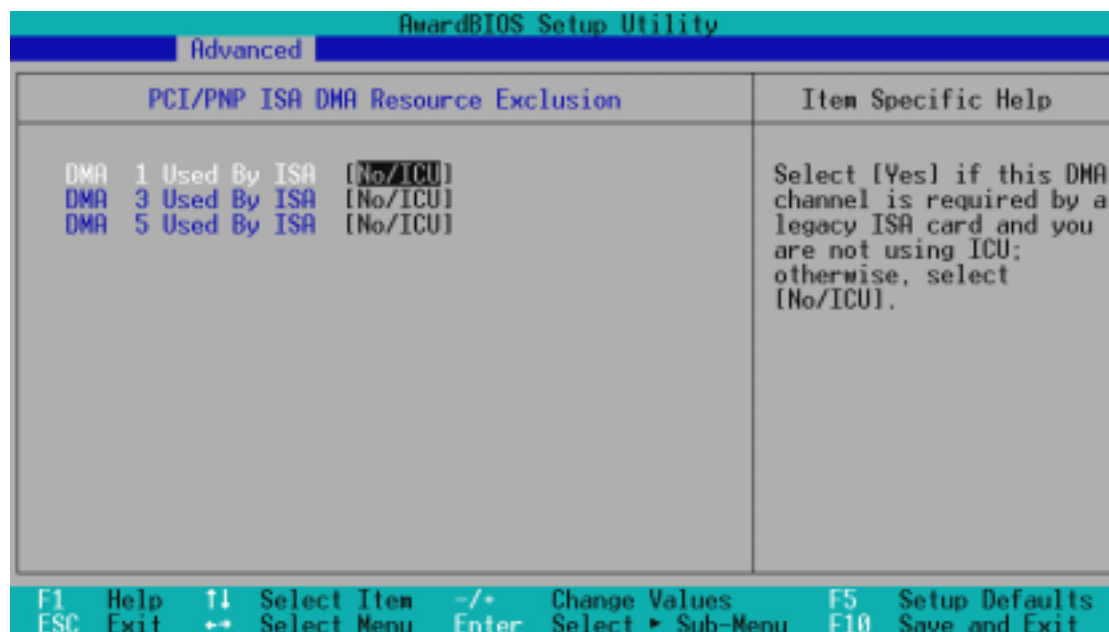 AwardBIOS Setup Utility
Advanced
PCI/PNP ISA DMA Resource Exclusion
Item Specific Help
DMA 1 Used By ISA [No/ICU]
DMA 3 Used By ISA [No/ICU]
DMA 5 Used By ISA [No/ICU]
Select [Yes] if this DMA
channel is required by a
legacy ISA card and you
are not using ICU;
otherwise, select
[No/ICU].
F1 Help ↑↓ Select Item -/+ Change Values F5 Setup Defaults
ESC Exit ←→ Select Menu Enter Select ► Sub-Menu F10 Save and Exit